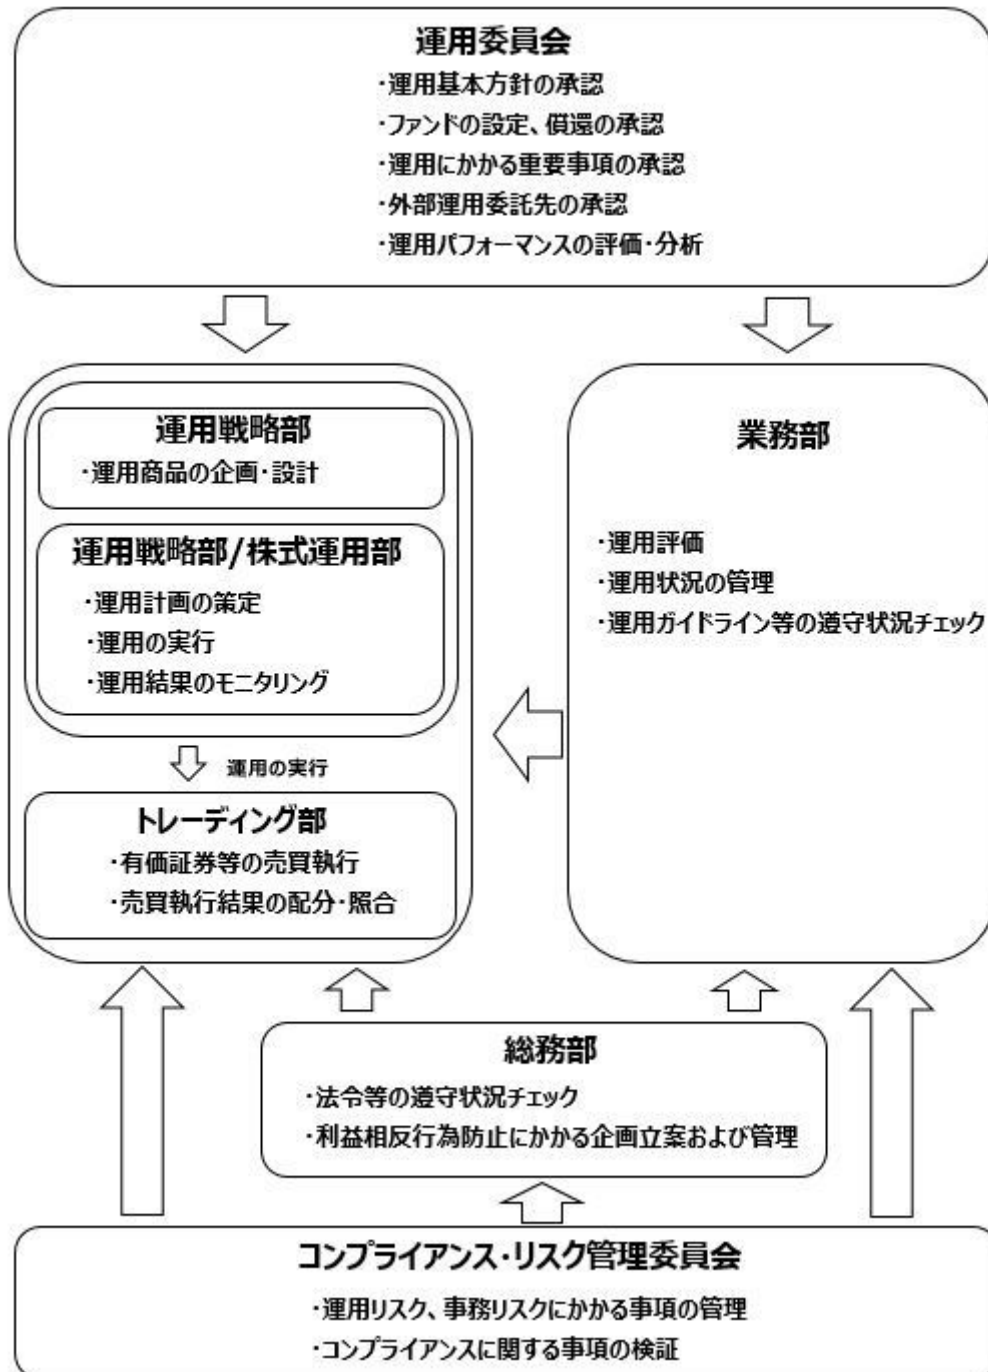 運用委員会
・運用基本方針の承認
・ファンドの設定、償還の承認
・運用にかかる重要事項の承認
・外部運用委託先の承認
・運用パフォーマンスの評価・分析
運用戦略部
・運用商品の企画・設計
運用戦略部/株式運用部
・運用計画の策定
・運用の実行
・運用結果のモニタリング
運用の実行
トレーディング部
・有価証券等の売買執行
・売買執行結果の配分・照合
業務部
・運用評価
・運用状況の管理
・運用ガイドライン等の遵守状況チェック
総務部
・法令等の遵守状況チェック
・利益相反行為防止にかかる企画立案および管理
コンプライアンス・リスク管理委員会
・運用リスク、事務リスクにかかる事項の管理
・コンプライアンスに関する事項の検証